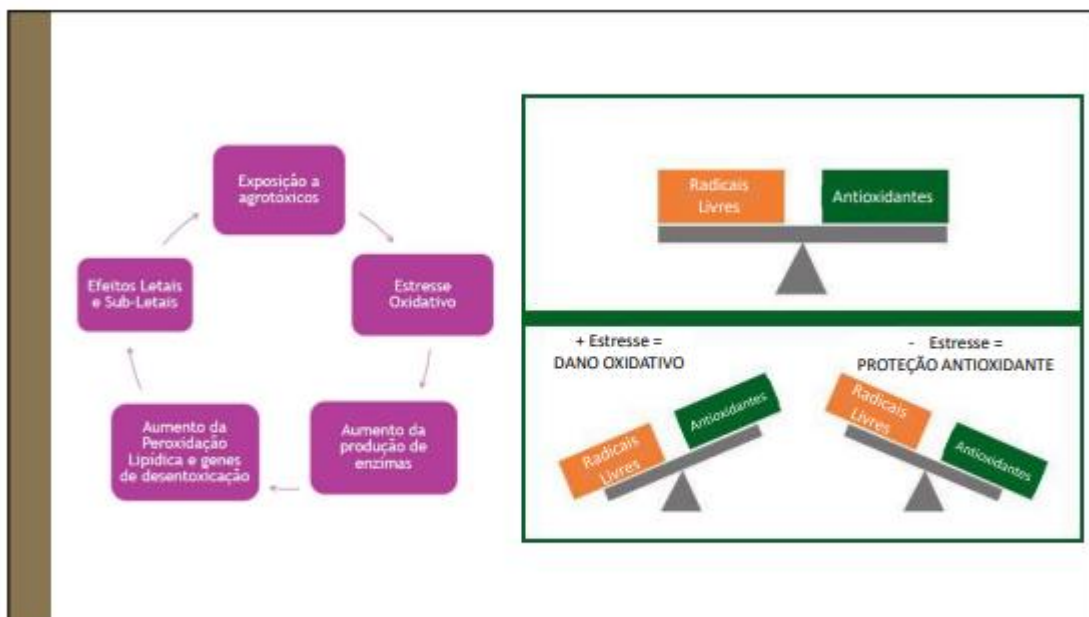 Exposição a
agrotóxicos
Estresse
Oxidativo
Aumento da
produção de
enzimas
Aumento da
Peroxidação
Lipídica e genes
de desentoxicação
Efeitos Letais
e Sub-Letais
Radicais
Livres
Antioxidantes
+ Estresse =
DANO OXIDATIVO
Radicais
Livres
Antioxidantes
- Estresse =
PROTEÇÃO ANTIOXIDANTE
Radicais
Livres
Antioxidantes